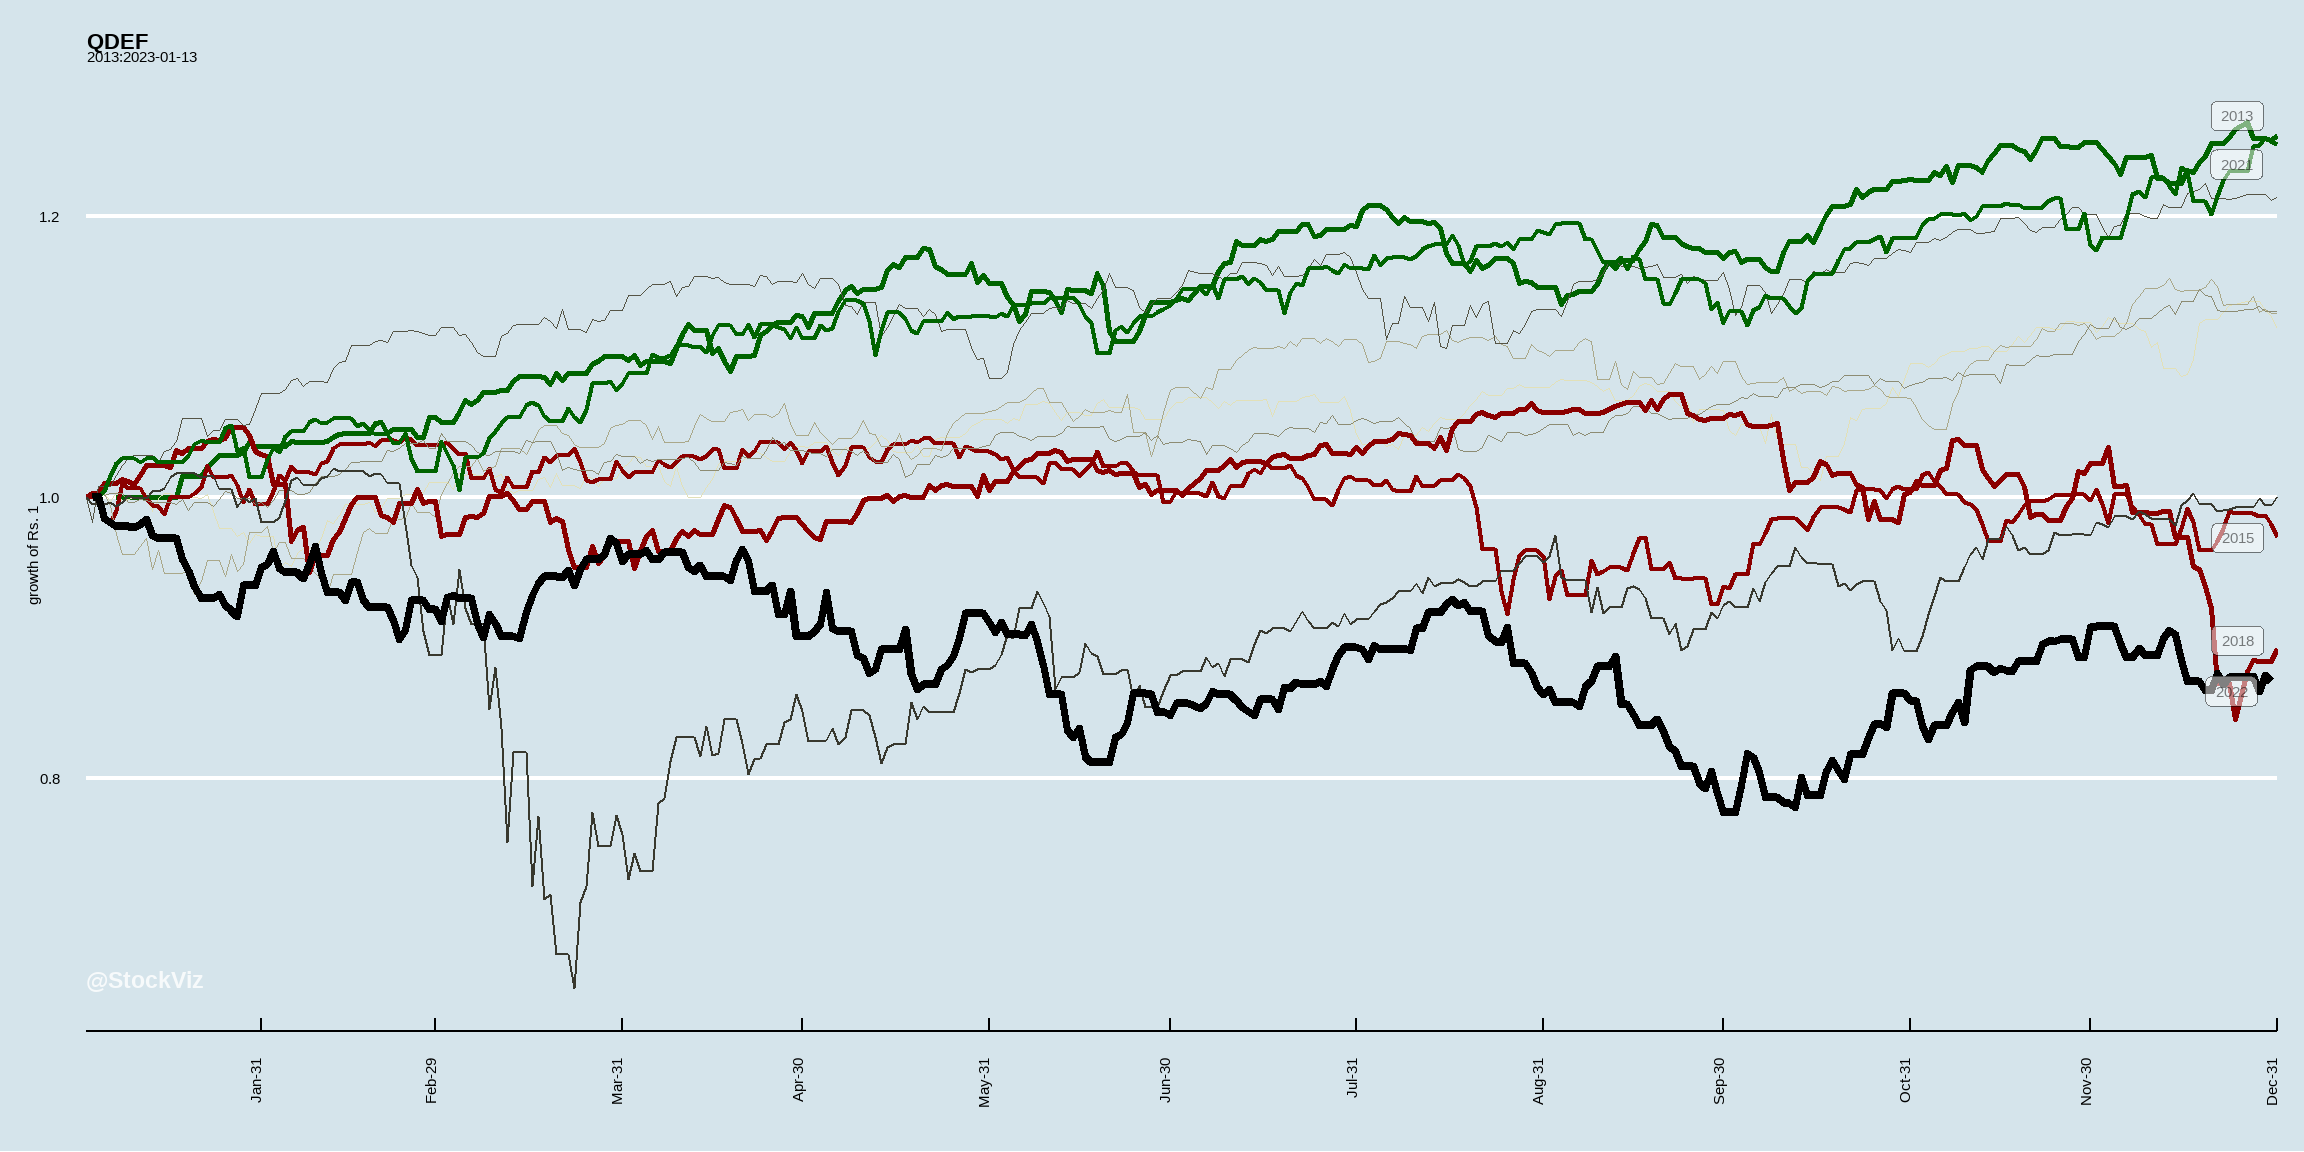 QDEF
2013:2023-01-13
2013
2021
1.2
1.0
growth of Rs. 1
2015
2018
2022
0.8
@StockViz
Jan-31
Feb-29
Mar-31
Apr-30
May-31
Jun-30
Jul-31
Aug-31
Sep-30
Oct-31
Nov-30
Dec-31